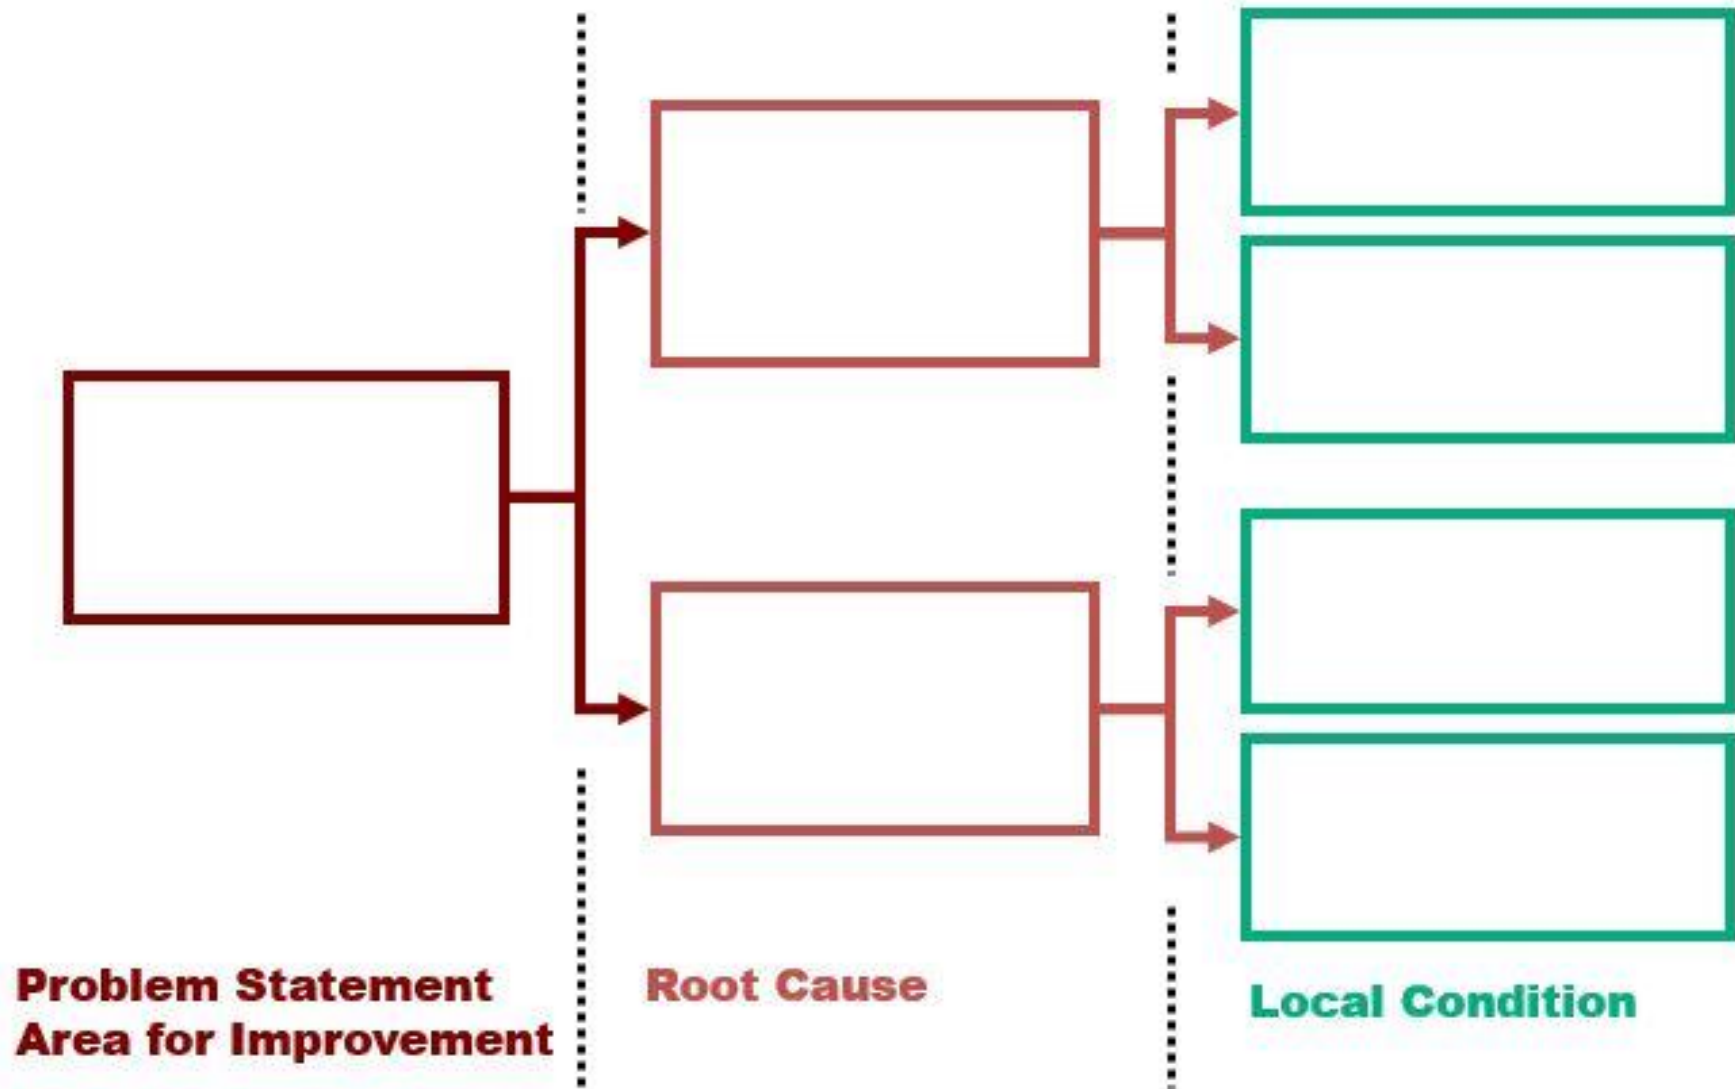 Problem Statement
Area for Improvement
Root Cause
Local Condition